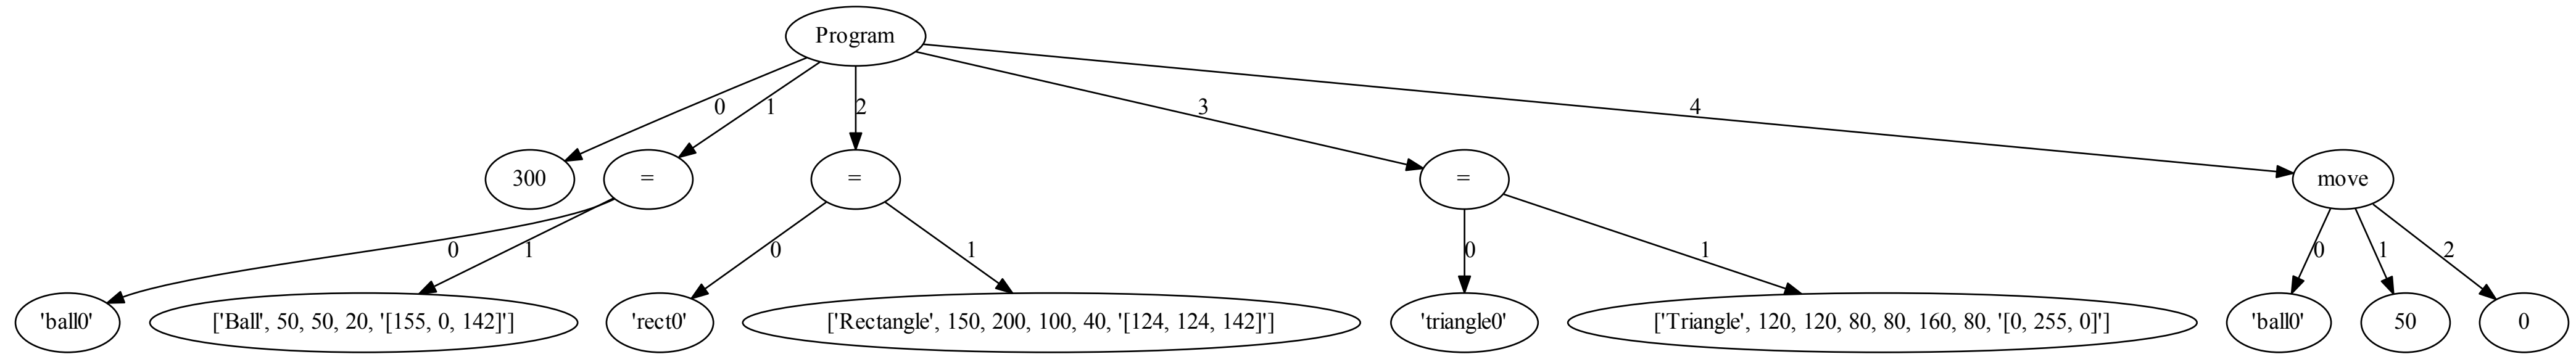 Program
0
1
2
3
4
300
=
=
=
move
0
1
0
1
0
1
0
1
2
'ball0'
['Ball', 50, 50, 20, '[155, 0, 142]']
'rect0'
['Rectangle', 150, 200, 100, 40, '[124, 124, 142]']
'triangle0'
['Triangle', 120, 120, 80, 80, 160, 80, '[0, 255, 0]']
'ball0'
50
0